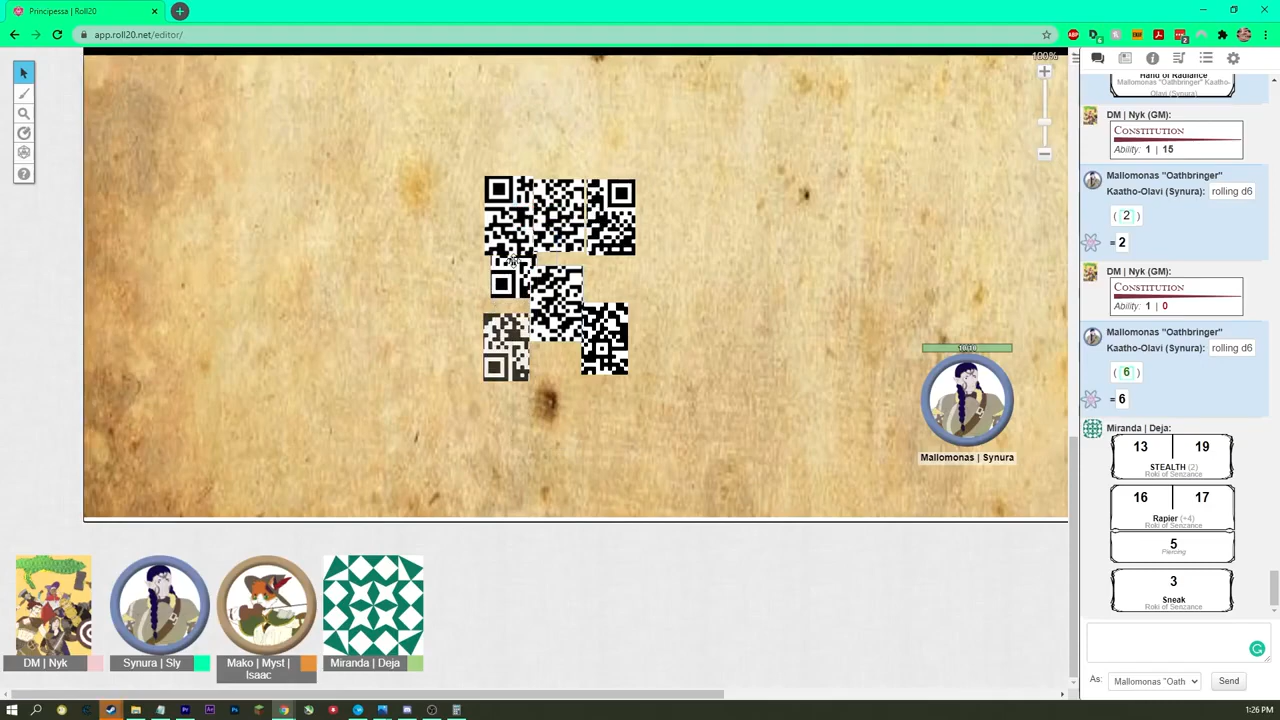 Principessa | Roll20
app.roll20.net/editor/
100%
Hand of Radiance
Mallomonas "Oathbringer" Kaatho-
Olavi (Synura)
DM | Nyk (GM):
CONSTITUTION
Ability: 1 | 15
Mallomonas "Oathbringer"
Kaatho-Olavi (Synura): rolling d6
( 2 )
= 2
DM | Nyk (GM):
CONSTITUTION
Ability: 1 | 0
Mallomonas "Oathbringer"
Kaatho-Olavi (Synura): rolling d6
( 6 )
= 6
Miranda | Deja:
13 19
STEALTH (2)
Roki of Senzance
16 17
Rapier (+4)
Roki of Senzance
5
Piercing
3
Sneak
Roki of Senzance
10/10
Mallomonas | Synura
DM | Nyk
Synura | Sly
Mako | Myst |
Isaac
Miranda | Deja
As: Mallomonas "Oath
Send
1:26 PM